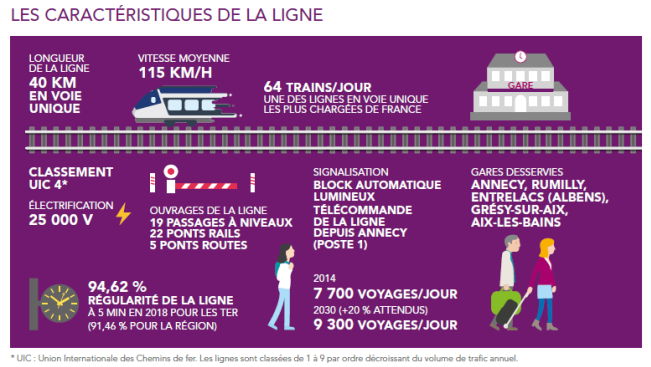 LES CARACTÉRISTIQUES DE LA LIGNE
LONGUEUR
DE LA LIGNE
40 KM
EN VOIE
UNIQUE
VITESSE MOYENNE
115 KM/H
64 TRAINS/JOUR
UNE DES LIGNES EN VOIE UNIQUE
LES PLUS CHARGÉES DE FRANCE
GARE
CLASSEMENT
UIC 4*
ÉLECTRIFICATION
25 000 V
OUVRAGES DE LA LIGNE
19 PASSAGES À NIVEAUX
22 PONTS RAILS
5 PONTS ROUTES
SIGNALISATION
BLOCK AUTOMATIQUE
LUMINEUX
TÉLÉCOMMANDE
DE LA LIGNE
DEPUIS ANNECY
(POSTE 1)
GARES DESSERVIES
ANNECY, RUMILLY,
ENTRELACS (ALBENS),
GRÉSY-SUR-AIX,
AIX-LES-BAINS
94,62 %
RÉGULARITÉ DE LA LIGNE
À 5 MIN EN 2018 POUR LES TER
(91,46 % POUR LA RÉGION)
2014
7 700 VOYAGES/JOUR
2030 (+20 % ATTENDUS)
9 300 VOYAGES/JOUR
* UIC : Union Internationale des Chemins de fer. Les lignes sont classées de 1 à 9 par ordre décroissant du volume de trafic annuel.